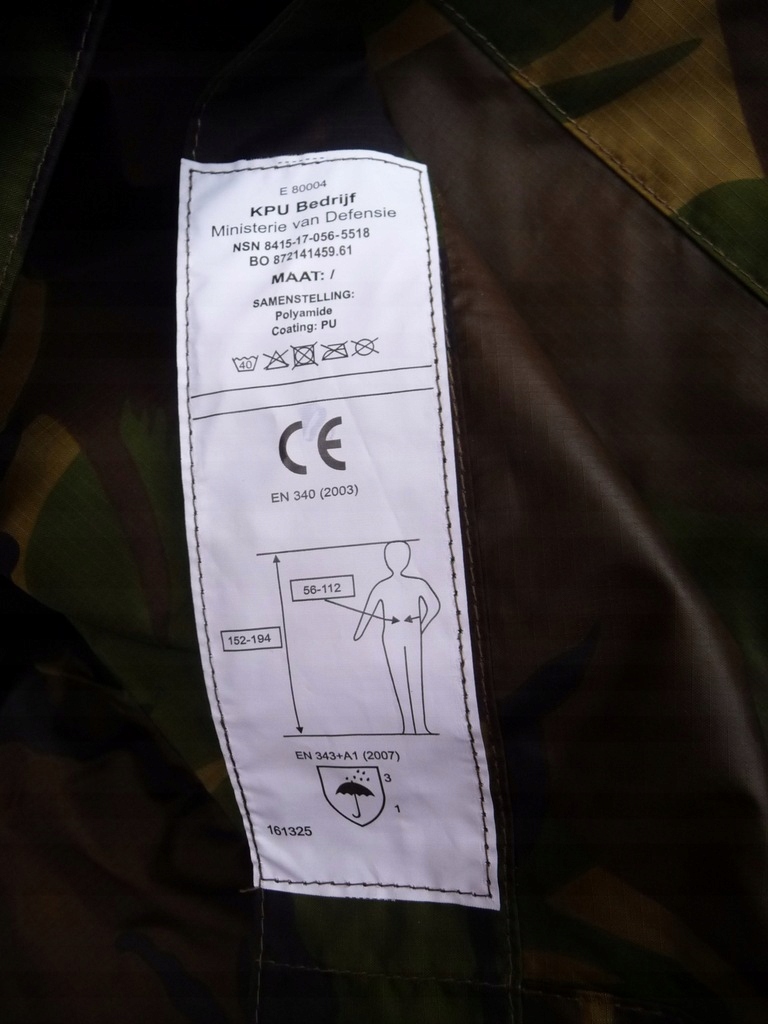 E 80004
KPU Bedrijf
Ministerie van Defensie
NSN 8415-17-056-5518
BO 872141459.61
MAAT: /
SAMENSTELLING:
Polyamide
Coating: PU
40
CE
EN 340 (2003)
56-112
152-194
EN 343+A1 (2007)
3
1
161325